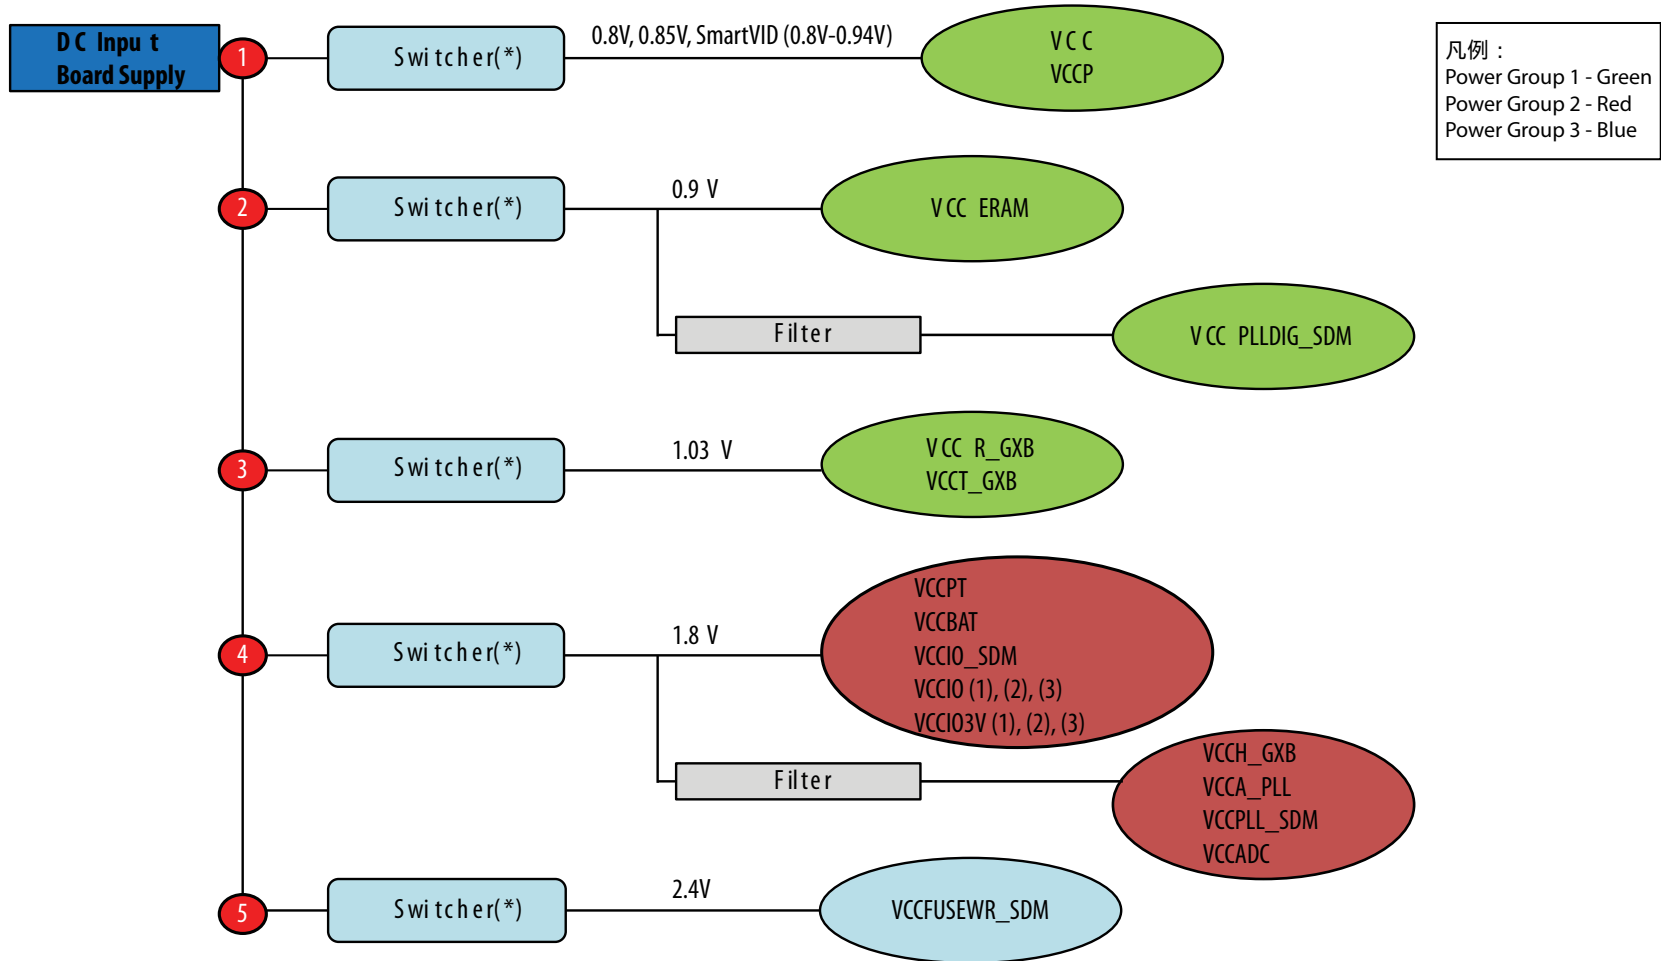 DC Input
Board Supply
1
Switcher(*)
0.8V, 0.85V, SmartVID (0.8V-0.94V)
VCC
VCCP
凡例：
Power Group 1 - Green
Power Group 2 - Red
Power Group 3 - Blue
2
Switcher(*)
0.9 V
VCC ERAM
Filter
VCC PLLDIG_SDM
3
Switcher(*)
1.03 V
VCC R_GXB
VCCT_GXB
4
Switcher(*)
1.8 V
VCCPT
VCCBAT
VCCIO_SDM
VCCIO (1), (2), (3)
VCCIO3V (1), (2), (3)
Filter
VCCH_GXB
VCCA_PLL
VCCPLL_SDM
VCCADC
5
Switcher(*)
2.4V
VCCFUSEWR_SDM